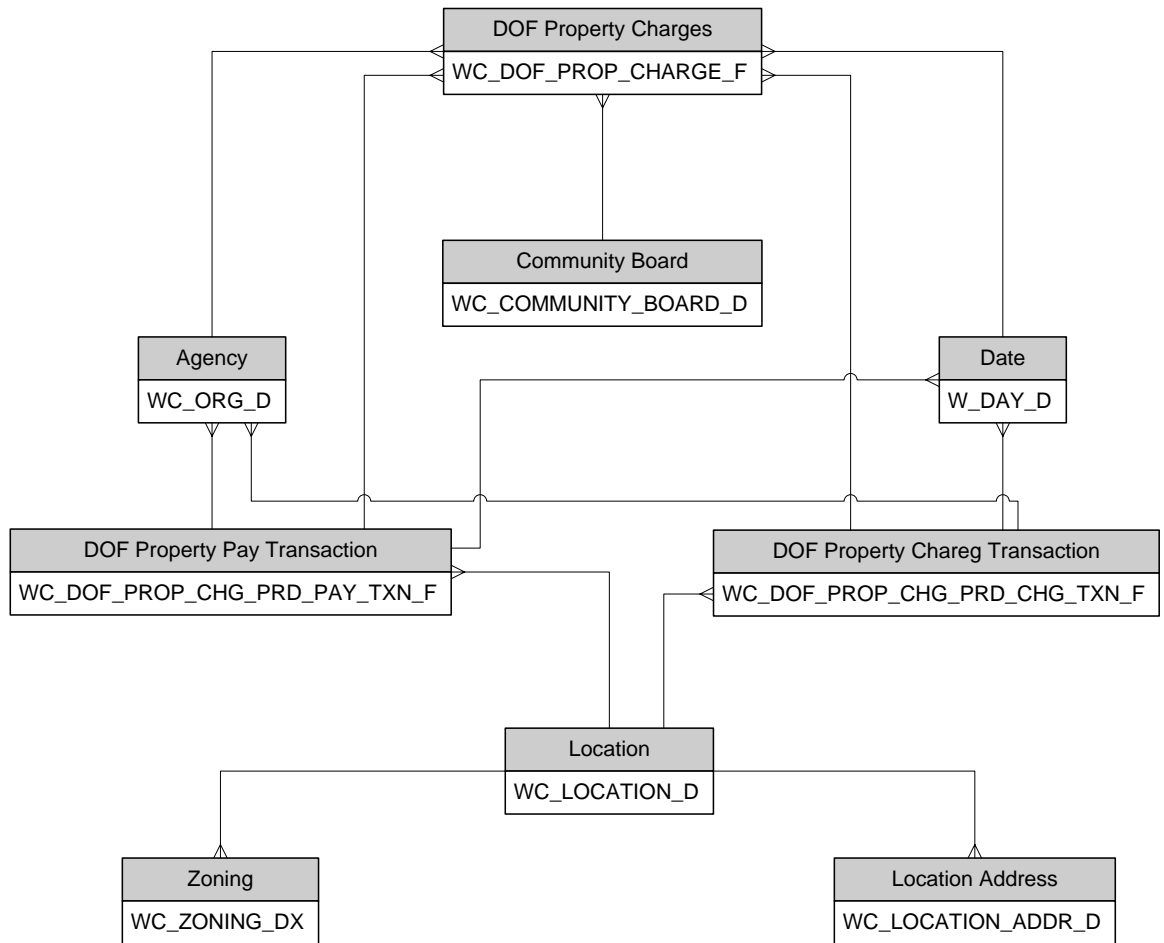 DOF Property Charges
WC_DOF_PROP_CHARGE_F
Community Board
WC_COMMUNITY_BOARD_D
Agency
WC_ORG_D
Date
W_DAY_D
DOF Property Pay Transaction
WC_DOF_PROP_CHG_PRD_PAY_TXN_F
DOF Property Chareg Transaction
WC_DOF_PROP_CHG_PRD_CHG_TXN_F
Location
WC_LOCATION_D
Zoning
WC_ZONING_DX
Location Address
WC_LOCATION_ADDR_D